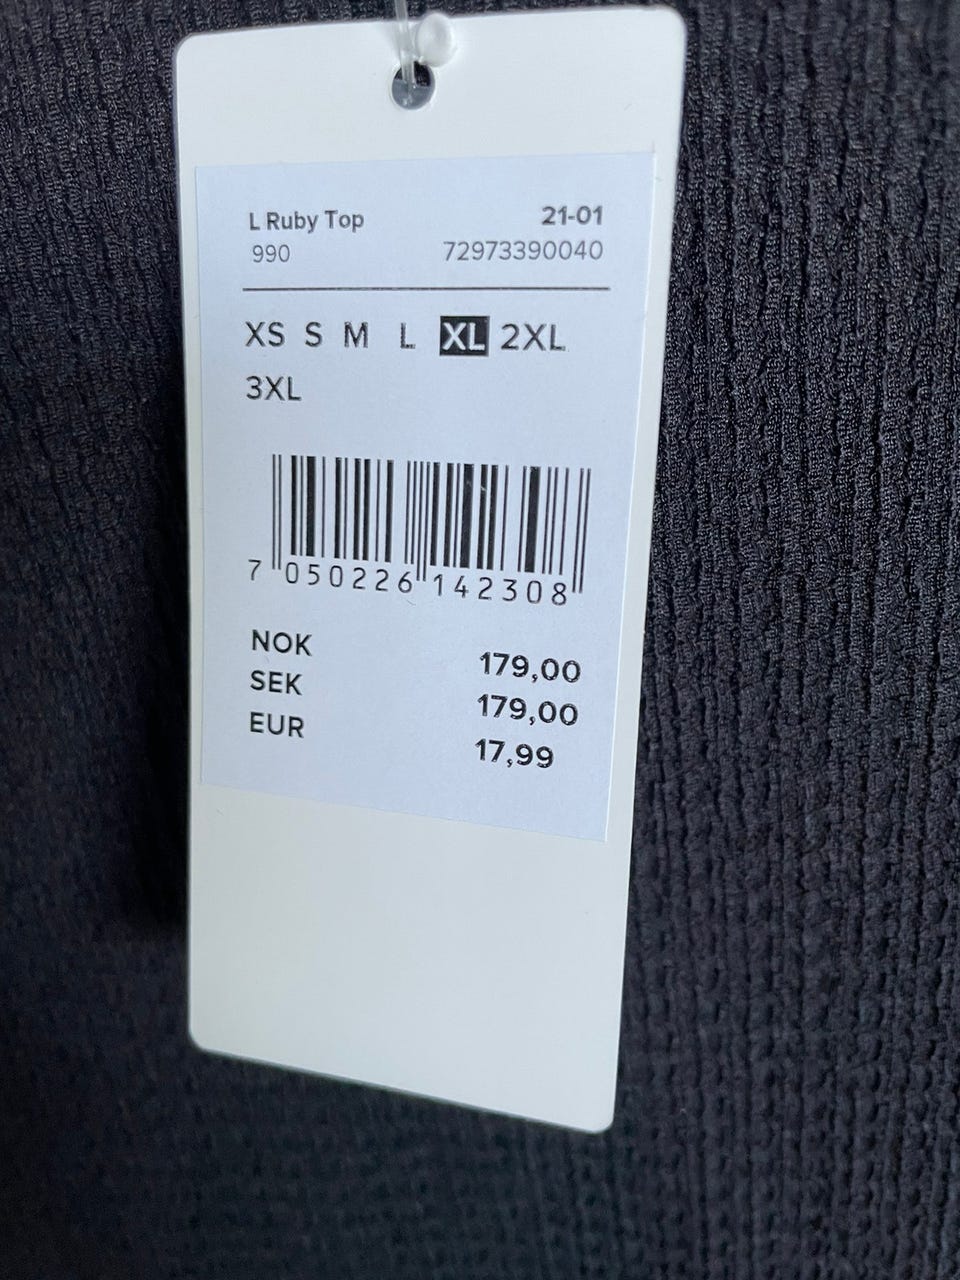 L Ruby Top 21-01
990 72973390040
XS S M L XL 2XL
3XL
7 050226 142308
NOK 179,00
SEK 179,00
EUR 17,99